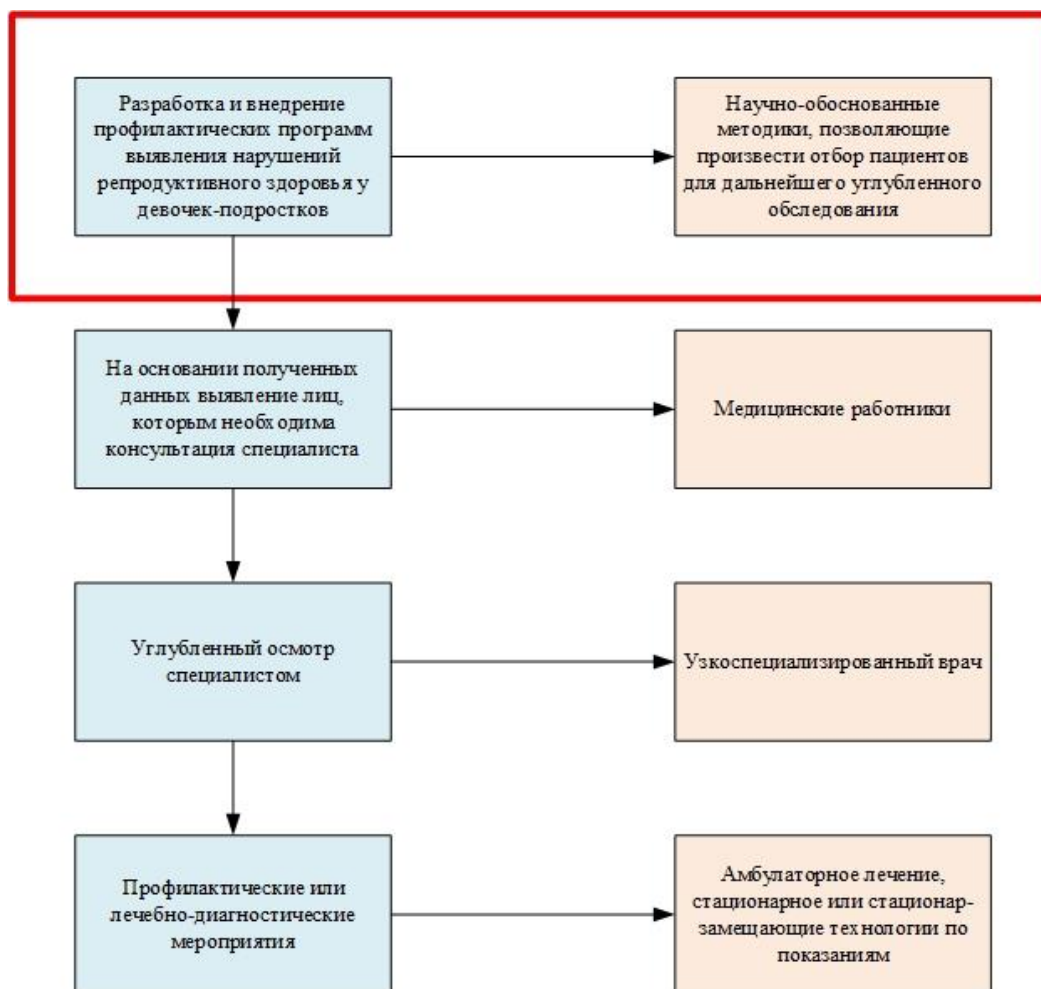 Разработка и внедрение
профилактических программ
выявления нарушений
репродуктивного здоровья у
девочек-подростков
Научно-обоснованные
методики, позволяющие
произвести отбор пациентов
для дальнейшего углубленного
обследования
На основании полученных
данных выявление лиц,
которым необходима
консультация специалиста
Медицинские работники
Углубленный осмотр
специалистом
Узкоспециализированный врач
Профилактические или
лечебно-диагностические
мероприятия
Амбулаторное лечение,
стационарное или стационар-
замещающие технологии по
показаниям